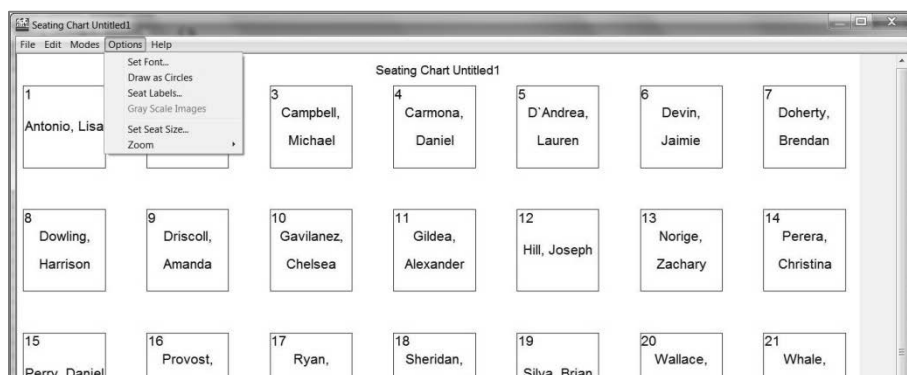 Seating Chart Untitled1
File Edit Modes Options Help
Set Font...
Draw as Circles
Seat Labels...
Gray Scale Images
Set Seat Size...
Zoom
Seating Chart Untitled1
1
Antonio, Lisa
3
Campbell,
Michael
4
Carmona,
Daniel
5
D`Andrea,
Lauren
6
Devin,
Jaimie
7
Doherty,
Brendan
8
Dowling,
Harrison
9
Driscoll,
Amanda
10
Gavilanez,
Chelsea
11
Gildea,
Alexander
12
Hill, Joseph
13
Norige,
Zachary
14
Perera,
Christina
15
Perry, Daniel
16
Provost,
17
Ryan,
18
Sheridan,
19
Silva, Brian
20
Wallace,
21
Whale,